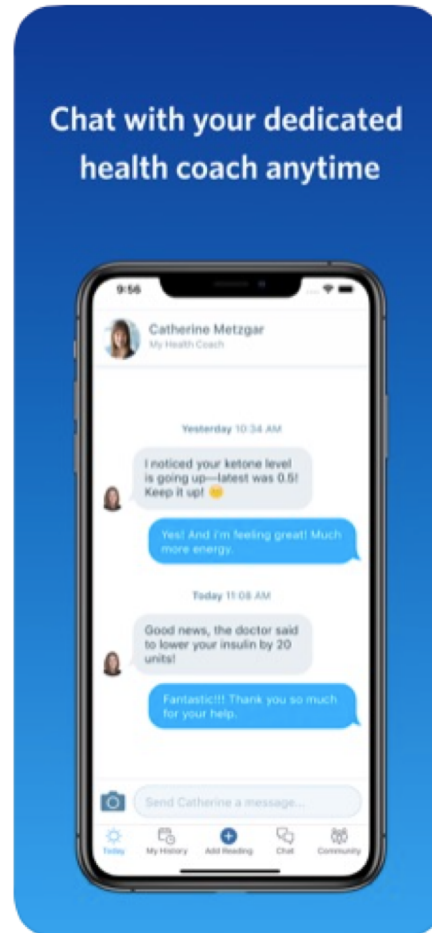 Chat with your dedicated
health coach anytime
9:56
Catherine Metzgar
My Health Coach
Yesterday 10:34 AM
I noticed your ketone level
is going up—latest was 0.5!
Keep it up! 😊
Yes! And i'm feeling great! Much
more energy.
Today 11:08 AM
Good news, the doctor said
to lower your insulin by 20
units!
Fantastic!!! Thank you so much
for your help.
Send Catherine a message...
Today
My History
Add Reading
Chat
Community